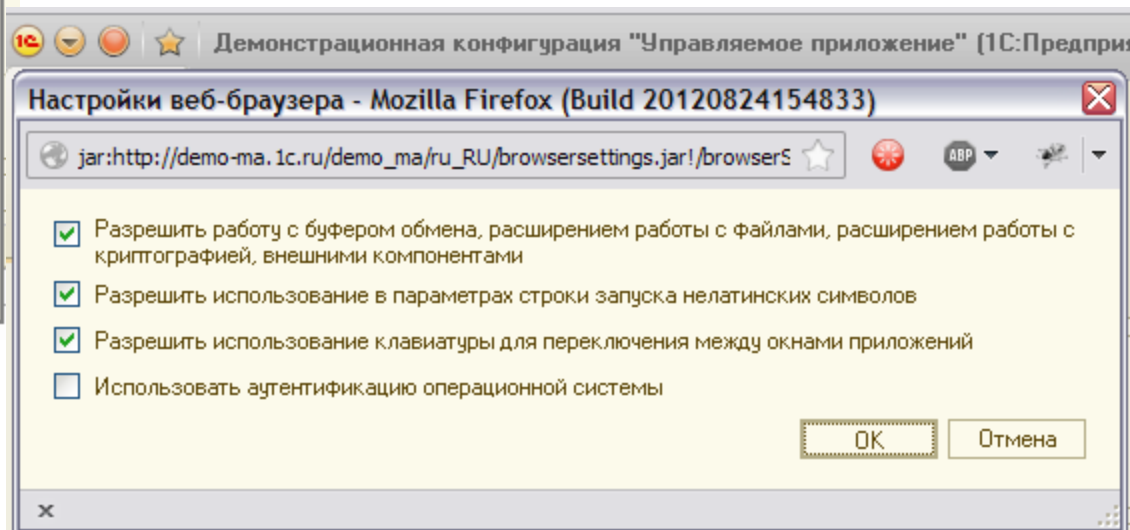 1С Демонстрационная конфигурация "Управляемое приложение" (1С:Предпри
Настройки веб-браузера - Mozilla Firefox (Build 20120824154833)
jar:http://demo-ma.1c.ru/demo_ma/ru_RU/browsersettings.jar!/browserS
ABP
Разрешить работу с буфером обмена, расширением работы с файлами, расширением работы с
криптографией, внешними компонентами
Разрешить использование в параметрах строки запуска нелатинских символов
Разрешить использование клавиатуры для переключения между окнами приложений
Использовать аутентификацию операционной системы
OK Отмена